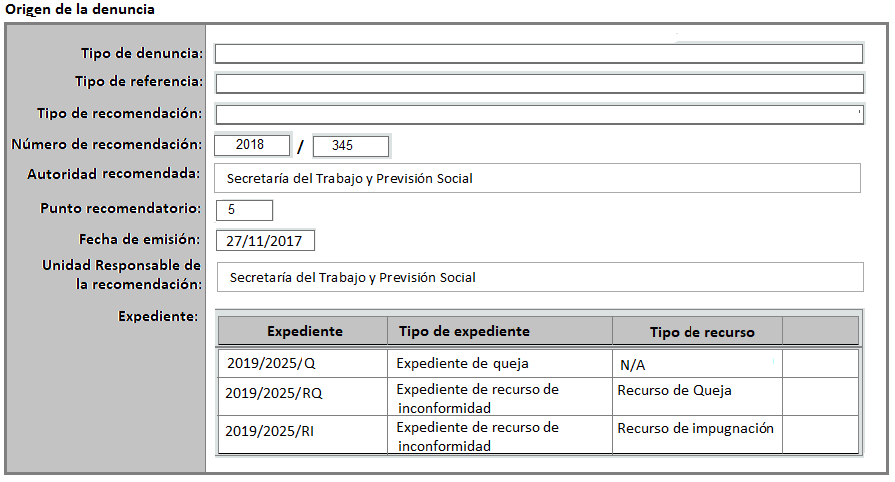 Origen de la denuncia
Tipo de denuncia:
Tipo de referencia:
Tipo de recomendación:
Número de recomendación: 2018 / 345
Autoridad recomendada: Secretaría del Trabajo y Previsión Social
Punto recomendatorio: 5
Fecha de emisión: 27/11/2017
Unidad Responsable de
la recomendación: Secretaría del Trabajo y Previsión Social
Expediente:
Expediente Tipo de expediente Tipo de recurso
2019/2025/Q Expediente de queja N/A
2019/2025/RQ Expediente de recurso de
inconformidad Recurso de Queja
2019/2025/RI Expediente de recurso de
inconformidad Recurso de impugnación